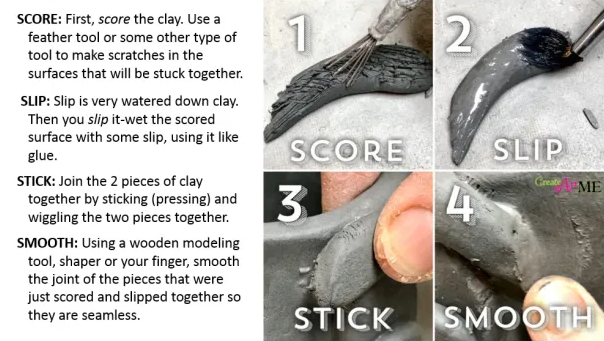 SCORE: First, score the clay. Use a
feather tool or some other type of
tool to make scratches in the
surfaces that will be stuck together.
SLIP: Slip is very watered down clay.
Then you slip it-wet the scored
surface with some slip, using it like
glue.
STICK: Join the 2 pieces of clay
together by sticking (pressing) and
wiggling the two pieces together.
SMOOTH: Using a wooden modeling
tool, shaper or your finger, smooth
the joint of the pieces that were
just scored and slipped together so
they are seamless.
1
SCORE
2
SLIP
3
STICK
4
Create Art ME
SMOOTH